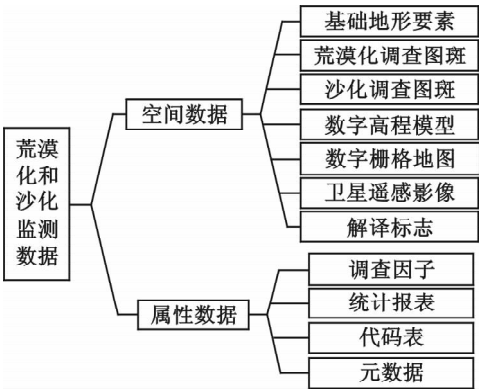 荒漠
化和
沙化
监测
数据
空间数据
基础地形要素
荒漠化调查图斑
沙化调查图斑
数字高程模型
数字栅格地图
卫星遥感影像
解译标志
属性数据
调查因子
统计报表
代码表
元数据